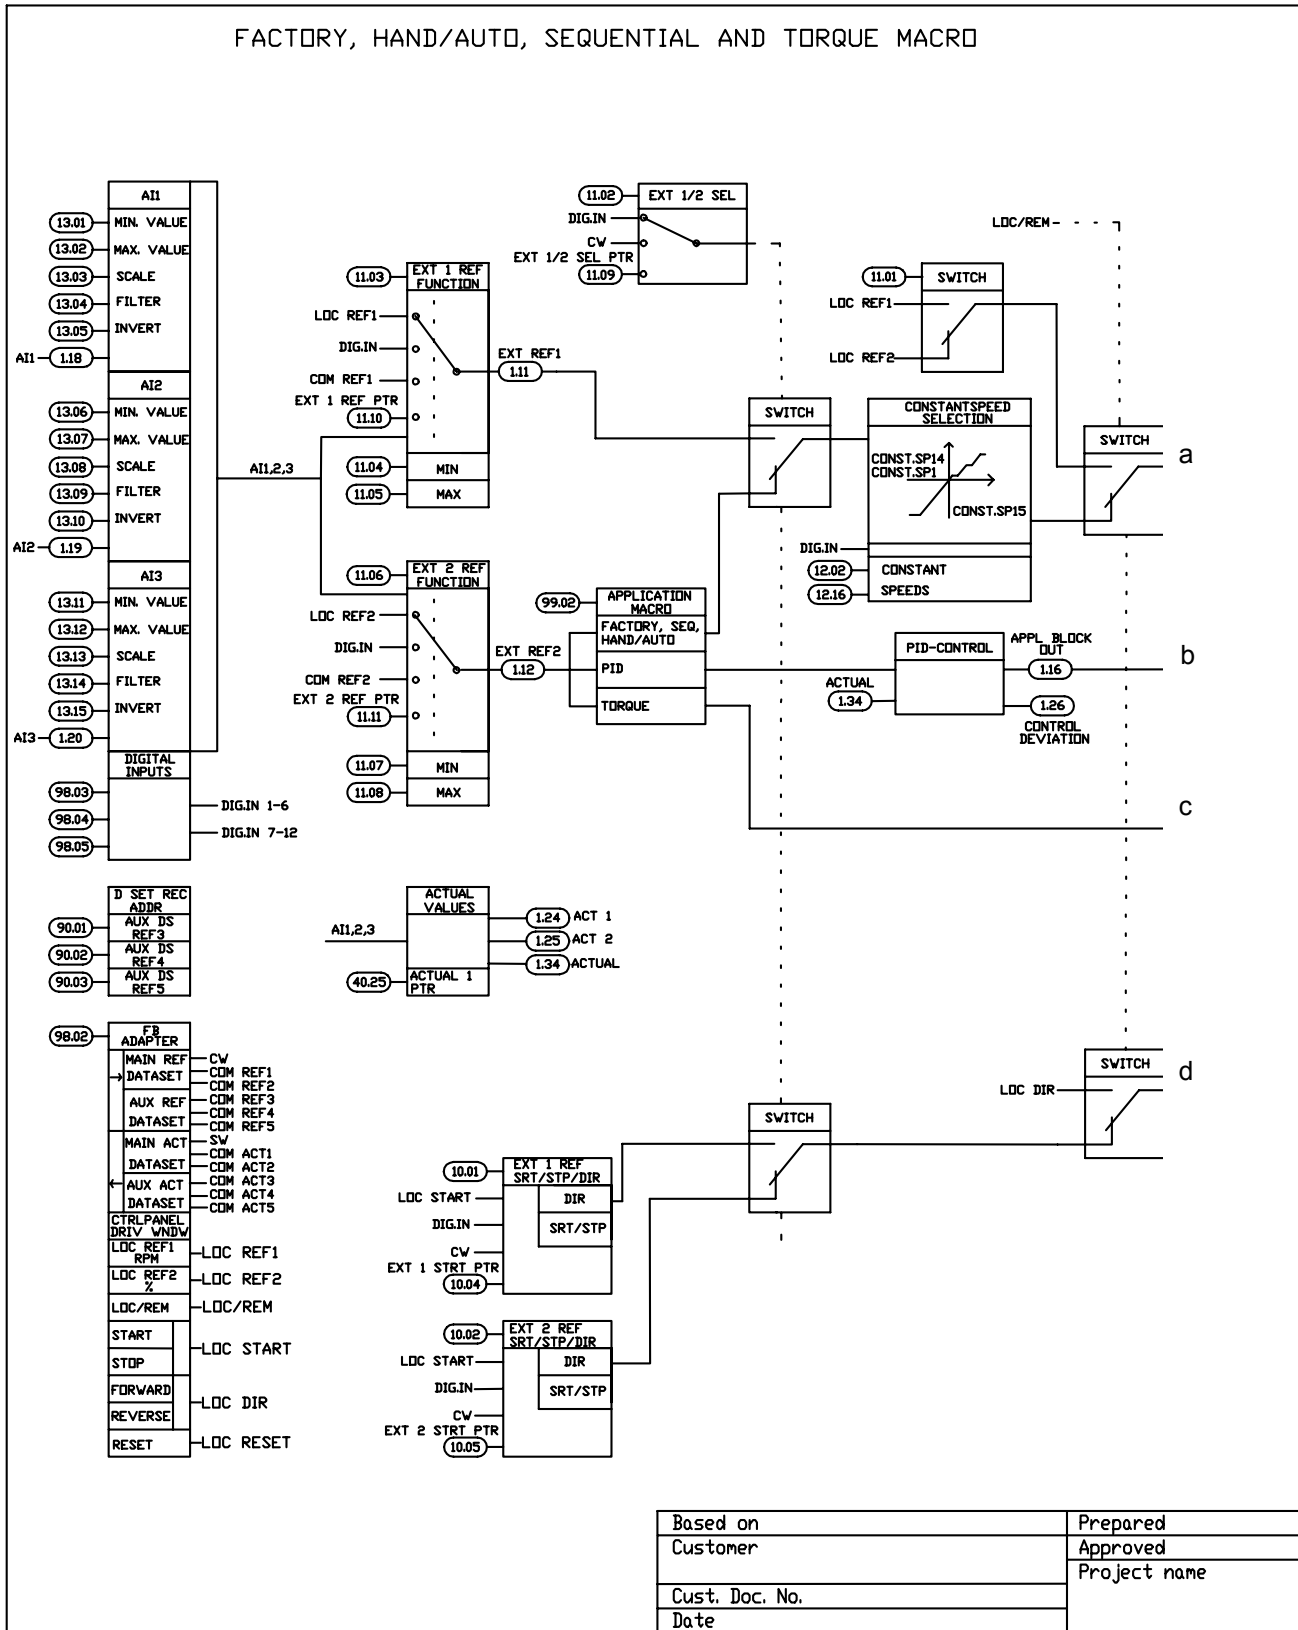 FACTORY, HAND/AUTO, SEQUENTIAL AND TORQUE MACRO
AI1
13.01 MIN. VALUE
13.02 MAX. VALUE
13.03 SCALE
13.04 FILTER
13.05 INVERT
AI1 1.18
AI2
13.06 MIN. VALUE
13.07 MAX. VALUE
13.08 SCALE
13.09 FILTER
13.10 INVERT
AI2 1.19
AI3
13.11 MIN. VALUE
13.12 MAX. VALUE
13.13 SCALE
13.14 FILTER
13.15 INVERT
AI3 1.20
DIGITAL
INPUTS
98.03
98.04
98.05
DIG.IN 1-6
DIG.IN 7-12
AI1,2,3
11.03 EXT 1 REF
FUNCTION
LOC REF1
DIG.IN
COM REF1
EXT 1 REF PTR
11.10
11.04 MIN
11.05 MAX
EXT REF1
1.11
11.06 EXT 2 REF
FUNCTION
LOC REF2
DIG.IN
COM REF2
EXT 2 REF PTR
11.11
11.07 MIN
11.08 MAX
EXT REF2
1.12
11.02 EXT 1/2 SEL
DIG.IN
CW
EXT 1/2 SEL PTR
11.09
99.02 APPLICATION
MACRO
FACTORY, SEQ,
HAND/AUTO
PID
TORQUE
SWITCH
LOC/REM
11.01 SWITCH
LOC REF1
LOC REF2
CONSTANTSPEED
SELECTION
CONST.SP14
CONST.SP1
CONST.SP15
DIG.IN
12.02 CONSTANT
12.16 SPEEDS
SWITCH
a
PID-CONTROL
ACTUAL
1.34
APPL BLOCK
OUT
1.16
1.26
CONTROL
DEVIATION
b
c
D SET REC
ADDR
90.01 AUX DS
REF3
90.02 AUX DS
REF4
90.03 AUX DS
REF5
AI1,2,3
ACTUAL
VALUES
1.24 ACT 1
1.25 ACT 2
1.34 ACTUAL
40.25 ACTUAL 1
PTR
98.02 FB
ADAPTER
MAIN REF
DATASET
CW
COM REF1
COM REF2
AUX REF
DATASET
COM REF3
COM REF4
COM REF5
MAIN ACT
DATASET
SW
COM ACT1
COM ACT2
AUX ACT
DATASET
COM ACT3
COM ACT4
COM ACT5
CTRLPANEL
DRIV WNDW
LOC REF1
RPM
LOC REF1
LOC REF2
%
LOC REF2
LOC/REM LOC/REM
START
STOP
LOC START
FORWARD
REVERSE
LOC DIR
RESET LOC RESET
10.01 EXT 1 REF
SRT/STP/DIR
LOC START
DIR
DIG.IN
SRT/STP
CW
EXT 1 STRT PTR
10.04
10.02 EXT 2 REF
SRT/STP/DIR
LOC START
DIR
DIG.IN
SRT/STP
CW
EXT 2 STRT PTR
10.05
SWITCH
LOC DIR
SWITCH
d
Based on
Customer
Cust. Doc. No.
Date
Prepared
Approved
Project name